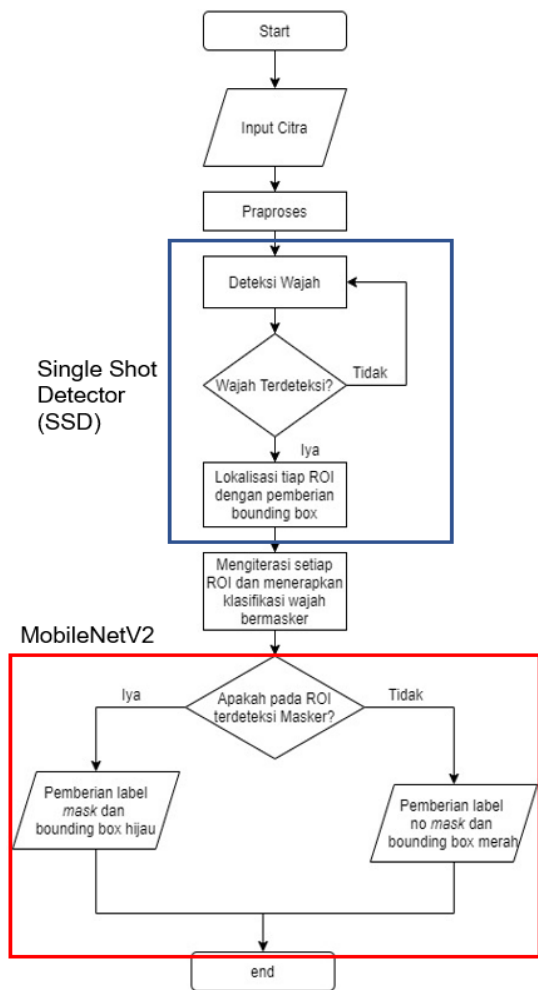 Start
Input Citra
Praproses
Deteksi Wajah
Single Shot
Detector
(SSD)
Wajah Terdeteksi?
Tidak
Iya
Lokalisasi tiap ROI
dengan pemberian
bounding box
Mengiterasi setiap
ROI dan menerapkan
klasifikasi wajah
bermasker
MobileNetV2
Iya
Apakah pada ROI
terdeteksi Masker?
Tidak
Pemberian label
mask dan
bounding box hijau
Pemberian label
no mask dan
bounding box merah
end